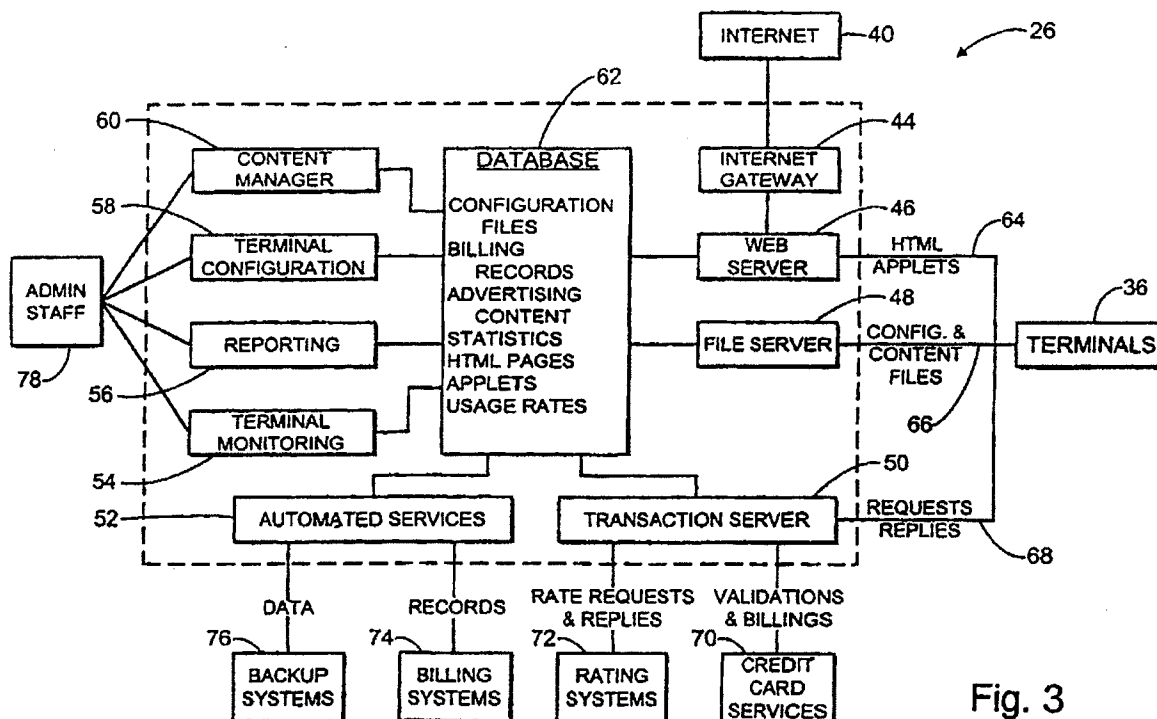 INTERNET
40
26
62
60
44
CONTENT
MANAGER
DATABASE
INTERNET
GATEWAY
58
CONFIGURATION
FILES
46
64
TERMINAL
CONFIGURATION
BILLING
RECORDS
WEB
SERVER
HTML
APPLETS
ADMIN
STAFF
ADVERTISING
CONTENT
48
36
REPORTING
STATISTICS
FILE SERVER
CONFIG. &
CONTENT
FILES
TERMINALS
78
56
HTML PAGES
APPLETS
USAGE RATES
66
TERMINAL
MONITORING
54
50
52
AUTOMATED SERVICES
TRANSACTION SERVER
REQUESTS
REPLIES
68
DATA
RECORDS
RATE REQUESTS
& REPLIES
VALIDATIONS
& BILLINGS
76
74
72
70
BACKUP
SYSTEMS
BILLING
SYSTEMS
RATING
SYSTEMS
CREDIT
CARD
SERVICES
Fig. 3